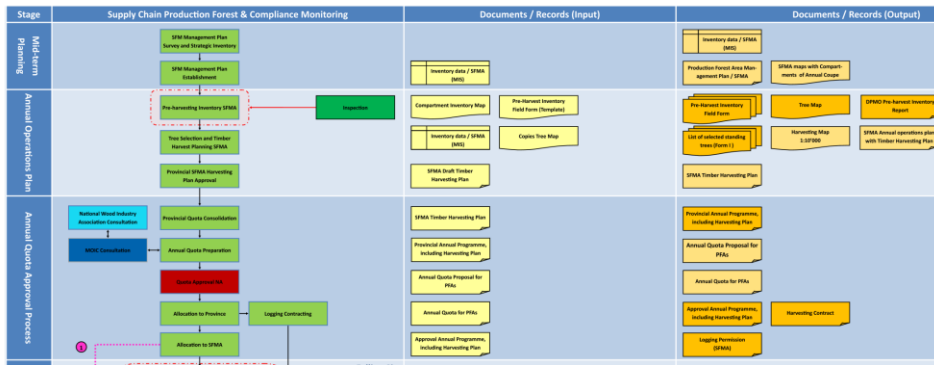 Stage
Supply Chain Production Forest & Compliance Monitoring
Documents / Records (Input)
Documents / Records (Output)
Mid-term
Planning
SFM Management Plan
Survey and Strategic Inventory
Inventory data / SFMA
(MIS)
SFM Management Plan
Establishment
Inventory data / SFMA
(MIS)
Production Forest Area Man-
agement Plan / SFMA
SFMA maps with Compart-
ments of Annual Coupe
Annual Operations Plan
Pre-harvesting Inventory SFMA
Inspection
Compartment Inventory Map
Pre-Harvest Inventory
Field Form (Template)
Pre-Harvest Inventory
Field Form
Tree Map
DPMO Pre-harvest Inventory
Report
Tree Selection and Timber
Harvest Planning SFMA
Inventory data / SFMA
(MIS)
Copies Tree Map
List of selected standing
trees (Form I)
Harvesting Map
1:10'000
SFMA Annual operations plan
with Timber Harvesting Plan
Provincial SFMA Harvesting
Plan Approval
SFMA Draft Timber
Harvesting Plan
SFMA Timber Harvesting Plan
Annual Quota Approval Process
National Wood Industry
Association Consultation
Provincial Quota Consolidation
SFMA Timber Harvesting Plan
Provincial Annual Programme,
including Harvesting Plan
MOIC Consultation
Annual Quota Preparation
Provincial Annual Programme,
including Harvesting Plan
Annual Quota Proposal for
PFAs
Quota Approval NA
Annual Quota Proposal for
PFAs
Annual Quota for PFAs
Allocation to Province
Logging Contracting
Annual Quota for PFAs
Approval Annual Programme,
including Harvesting Plan
Harvesting Contract
1
Allocation to SFMA
Approval Annual Programme,
including Harvesting Plan
Logging Permission
(SFMA)